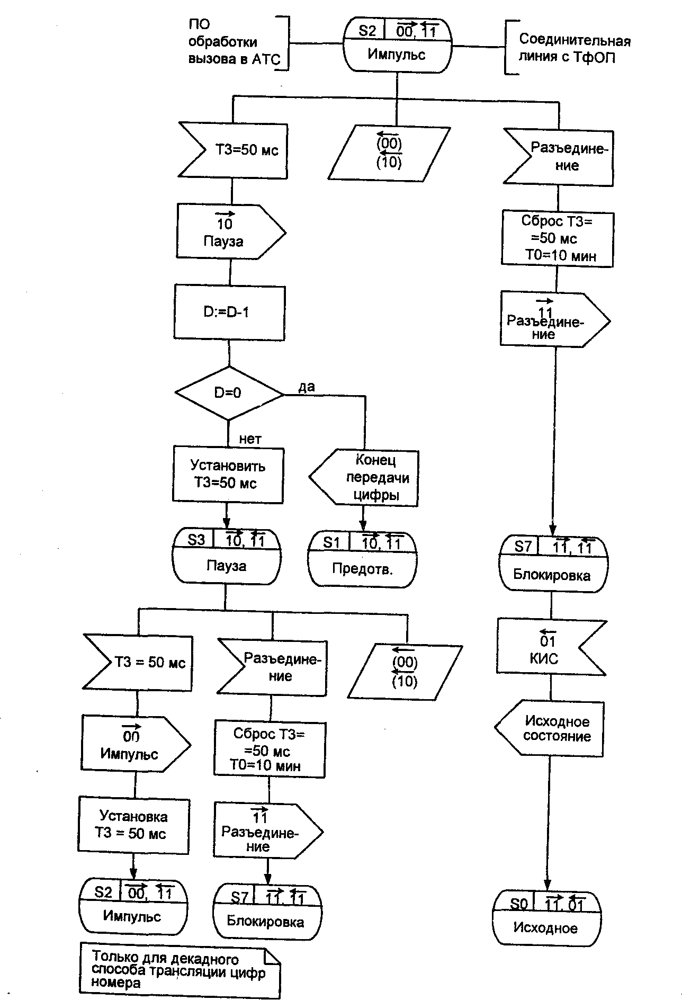 ПО
обработки
вызова в АТС
S2
00, 11
Импульс
Соединительная
линия с ТфОП
Т3=50 мс
(00)
(10)
Разъедине-
ние
10
Пауза
Сброс Т3=
=50 мс
Т0=10 мин
D:=D-1
11
Разъедине-
ние
D=0
да
нет
Установить
Т3=50 мс
Конец
передачи
цифры
S3
10, 11
Пауза
S1
10, 11
Предотв.
S7
11, 11
Блокировка
Т3 = 50 мс
Разъедине-
ние
(00)
(10)
01
КИС
00
Импульс
Сброс Т3=
=50 мс
Т0=10 мин
Исходное
состояние
Установка
Т3 = 50 мс
11
Разъедине-
ние
S2
00, 11
Импульс
S7
11, 11
Блокировка
S0
11, 01
Исходное
Только для декадного
способа трансляции цифр
номера